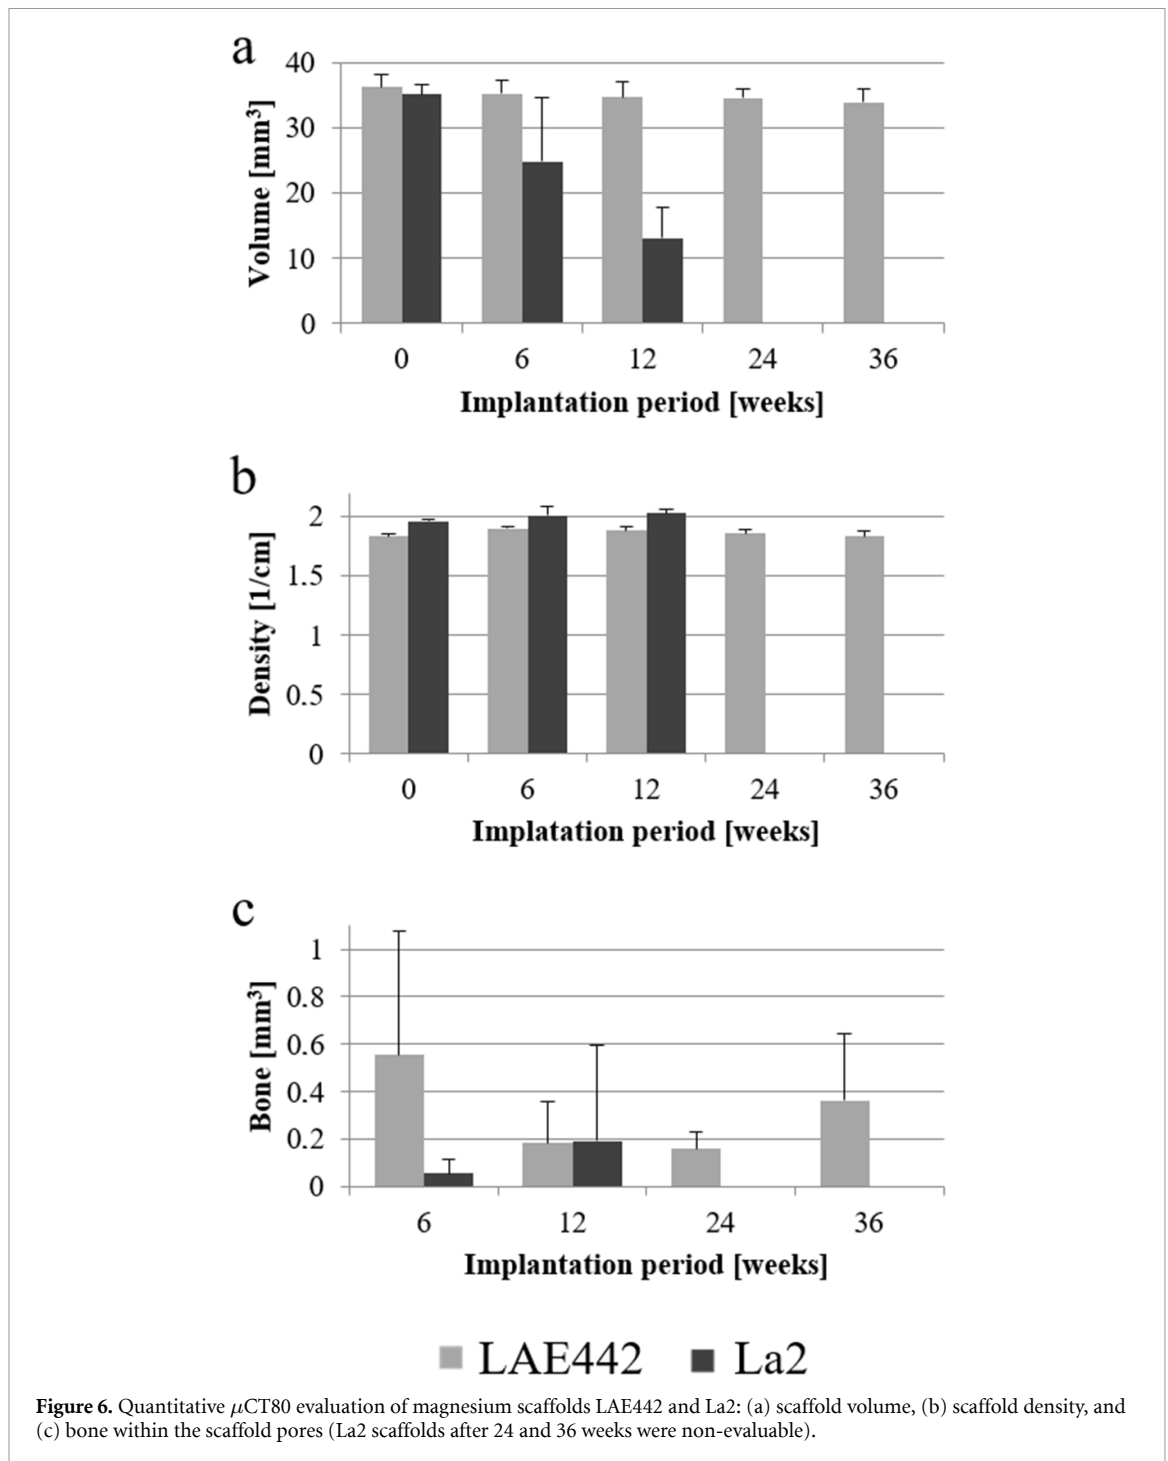 a
40
30
20
10
0
Volume [mm³]
0 6 12 24 36
Implantation period [weeks]
b
2
1.5
1
0.5
0
Density [1/cm]
0 6 12 24 36
Implatation period [weeks]
c
1
0.8
0.6
0.4
0.2
0
Bone [mm³]
6 12 24 36
Implantation period [weeks]
LAE442 La2
Figure 6. Quantitative μCT80 evaluation of magnesium scaffolds LAE442 and La2: (a) scaffold volume, (b) scaffold density, and
(c) bone within the scaffold pores (La2 scaffolds after 24 and 36 weeks were non-evaluable).